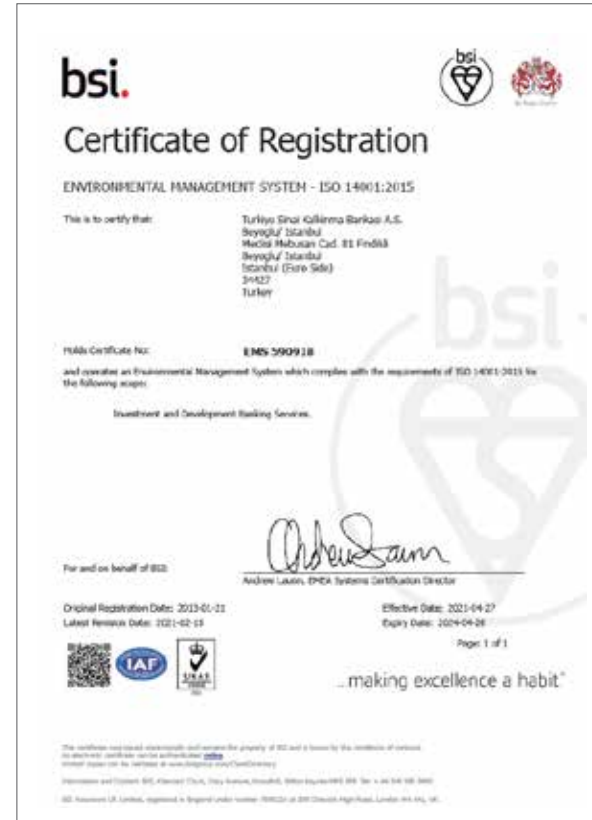 bsi.
bsi
Certificate of Registration
ENVIRONMENTAL MANAGEMENT SYSTEM - ISO 14001:2015
This is to certify that:
Turkiye Sinai Kalkinma Bankasi A.S.
Beyoglu/ Istanbul
Meclisi Mebusan Cad. 81 Findikli
Beyoglu/ Istanbul
Istanbul (Euro Side)
34427
Turkey
Holds Certificate No:
EMS 590918
and operates an Environmental Management System which complies with the requirements of ISO 14001:2015 for
the following scope:
Investment and Development Banking Services.
For and on behalf of BSI:
Andrew Launn, EMEA Systems Certification Director
Original Registration Date: 2013-01-21
Effective Date: 2021-04-27
Latest Revision Date: 2021-02-15
Expiry Date: 2024-04-26
Page: 1 of 1
IAF
UKAS
...making excellence a habit™